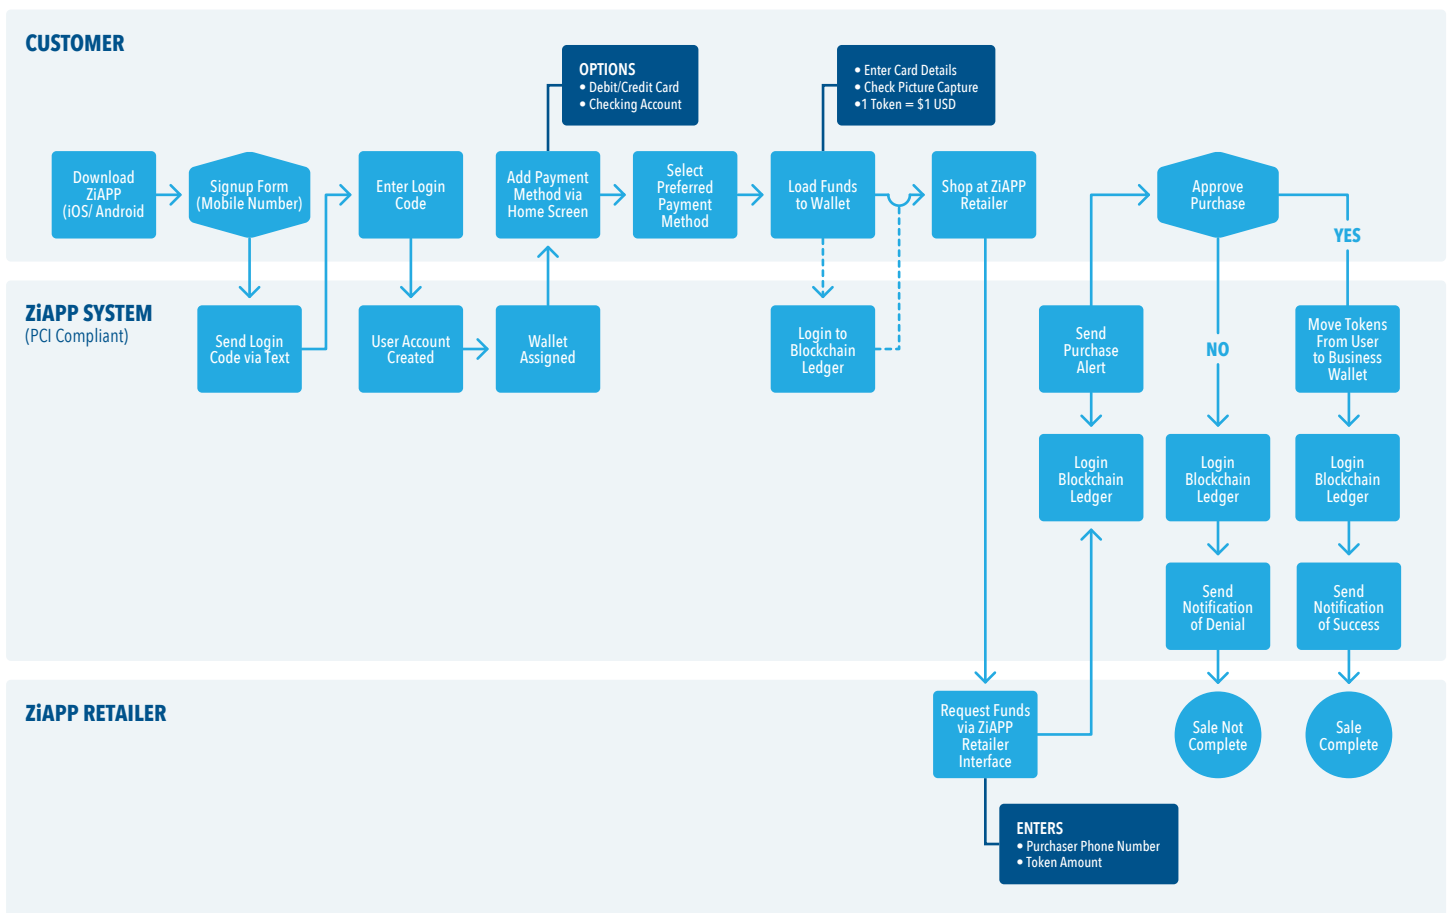 CUSTOMER
OPTIONS
• Debit/Credit Card
• Checking Account
• Enter Card Details
• Check Picture Capture
•1 Token = $1 USD
Download
ZiAPP
(iOS/ Android
Signup Form
(Mobile Number)
Enter Login
Code
Add Payment
Method via
Home Screen
Select
Preferred
Payment
Method
Load Funds
to Wallet
Shop at ZiAPP
Retailer
Approve
Purchase
YES
ZiAPP SYSTEM
(PCI Compliant)
Send Login
Code via Text
User Account
Created
Wallet
Assigned
Login to
Blockchain
Ledger
Send
Purchase
Alert
NO
Move Tokens
From User
to Business
Wallet
Login
Blockchain
Ledger
Login
Blockchain
Ledger
Login
Blockchain
Ledger
Send
Notification
of Denial
Send
Notification
of Success
ZiAPP RETAILER
Request Funds
via ZiAPP
Retailer
Interface
Sale Not
Complete
Sale
Complete
ENTERS
• Purchaser Phone Number
• Token Amount